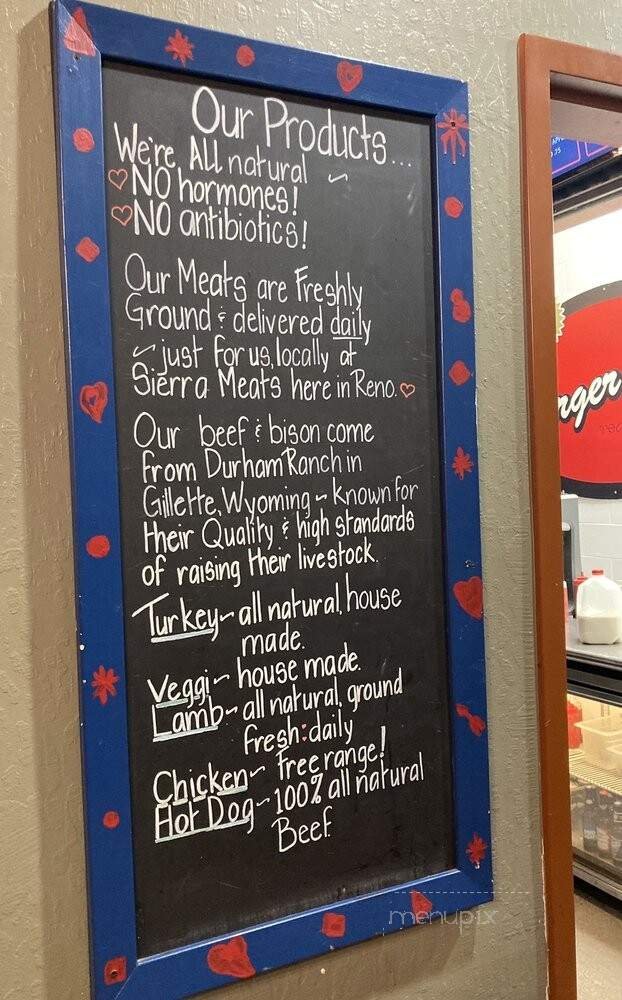 Our Products...
We're ALL natural ~
♡ NO hormones!
♡ NO antibiotics!
Our Meats are Freshly
Ground & delivered daily
~ just for us, locally at
Sierra Meats here in Reno. ♡
Our beef & bison come
from Durham Ranch in
Gillette, Wyoming ~ known for
their Quality & high standards
of raising their livestock.
Turkey ~ all natural, house
made.
Veggi ~ house made.
Lamb ~ all natural, ground
fresh : daily
Chicken ~ free range!
Hot Dog ~ 100% all natural
Beef.
rger
menupix